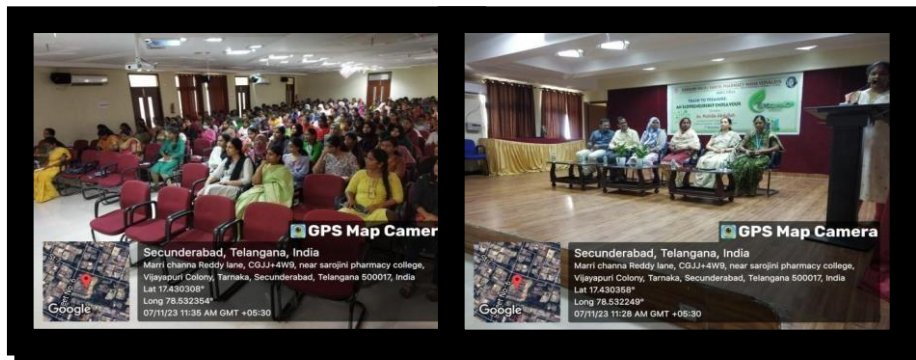 GPS Map Camer
Secunderabad, Telangana, India
Marri channa Reddy lane, CGJJ+4W9, near sarojini pharmacy college,
Vijayapuri Colony, Tarnaka, Secunderabad, Telangana 500017, India
Lat 17.430308°
Long 78.532354°
07/11/23 11:35 AM GMT +05:30
Google
GPS Map Camera
Secunderabad, Telangana, India
Marri channa Reddy lane, CGJJ+4W9, near sarojini pharmacy college,
Vijayapuri Colony, Tarnaka, Secunderabad, Telangana 500017, India
Lat 17.430358°
Long 78.532249°
07/11/23 11:28 AM GMT +05:30
Google